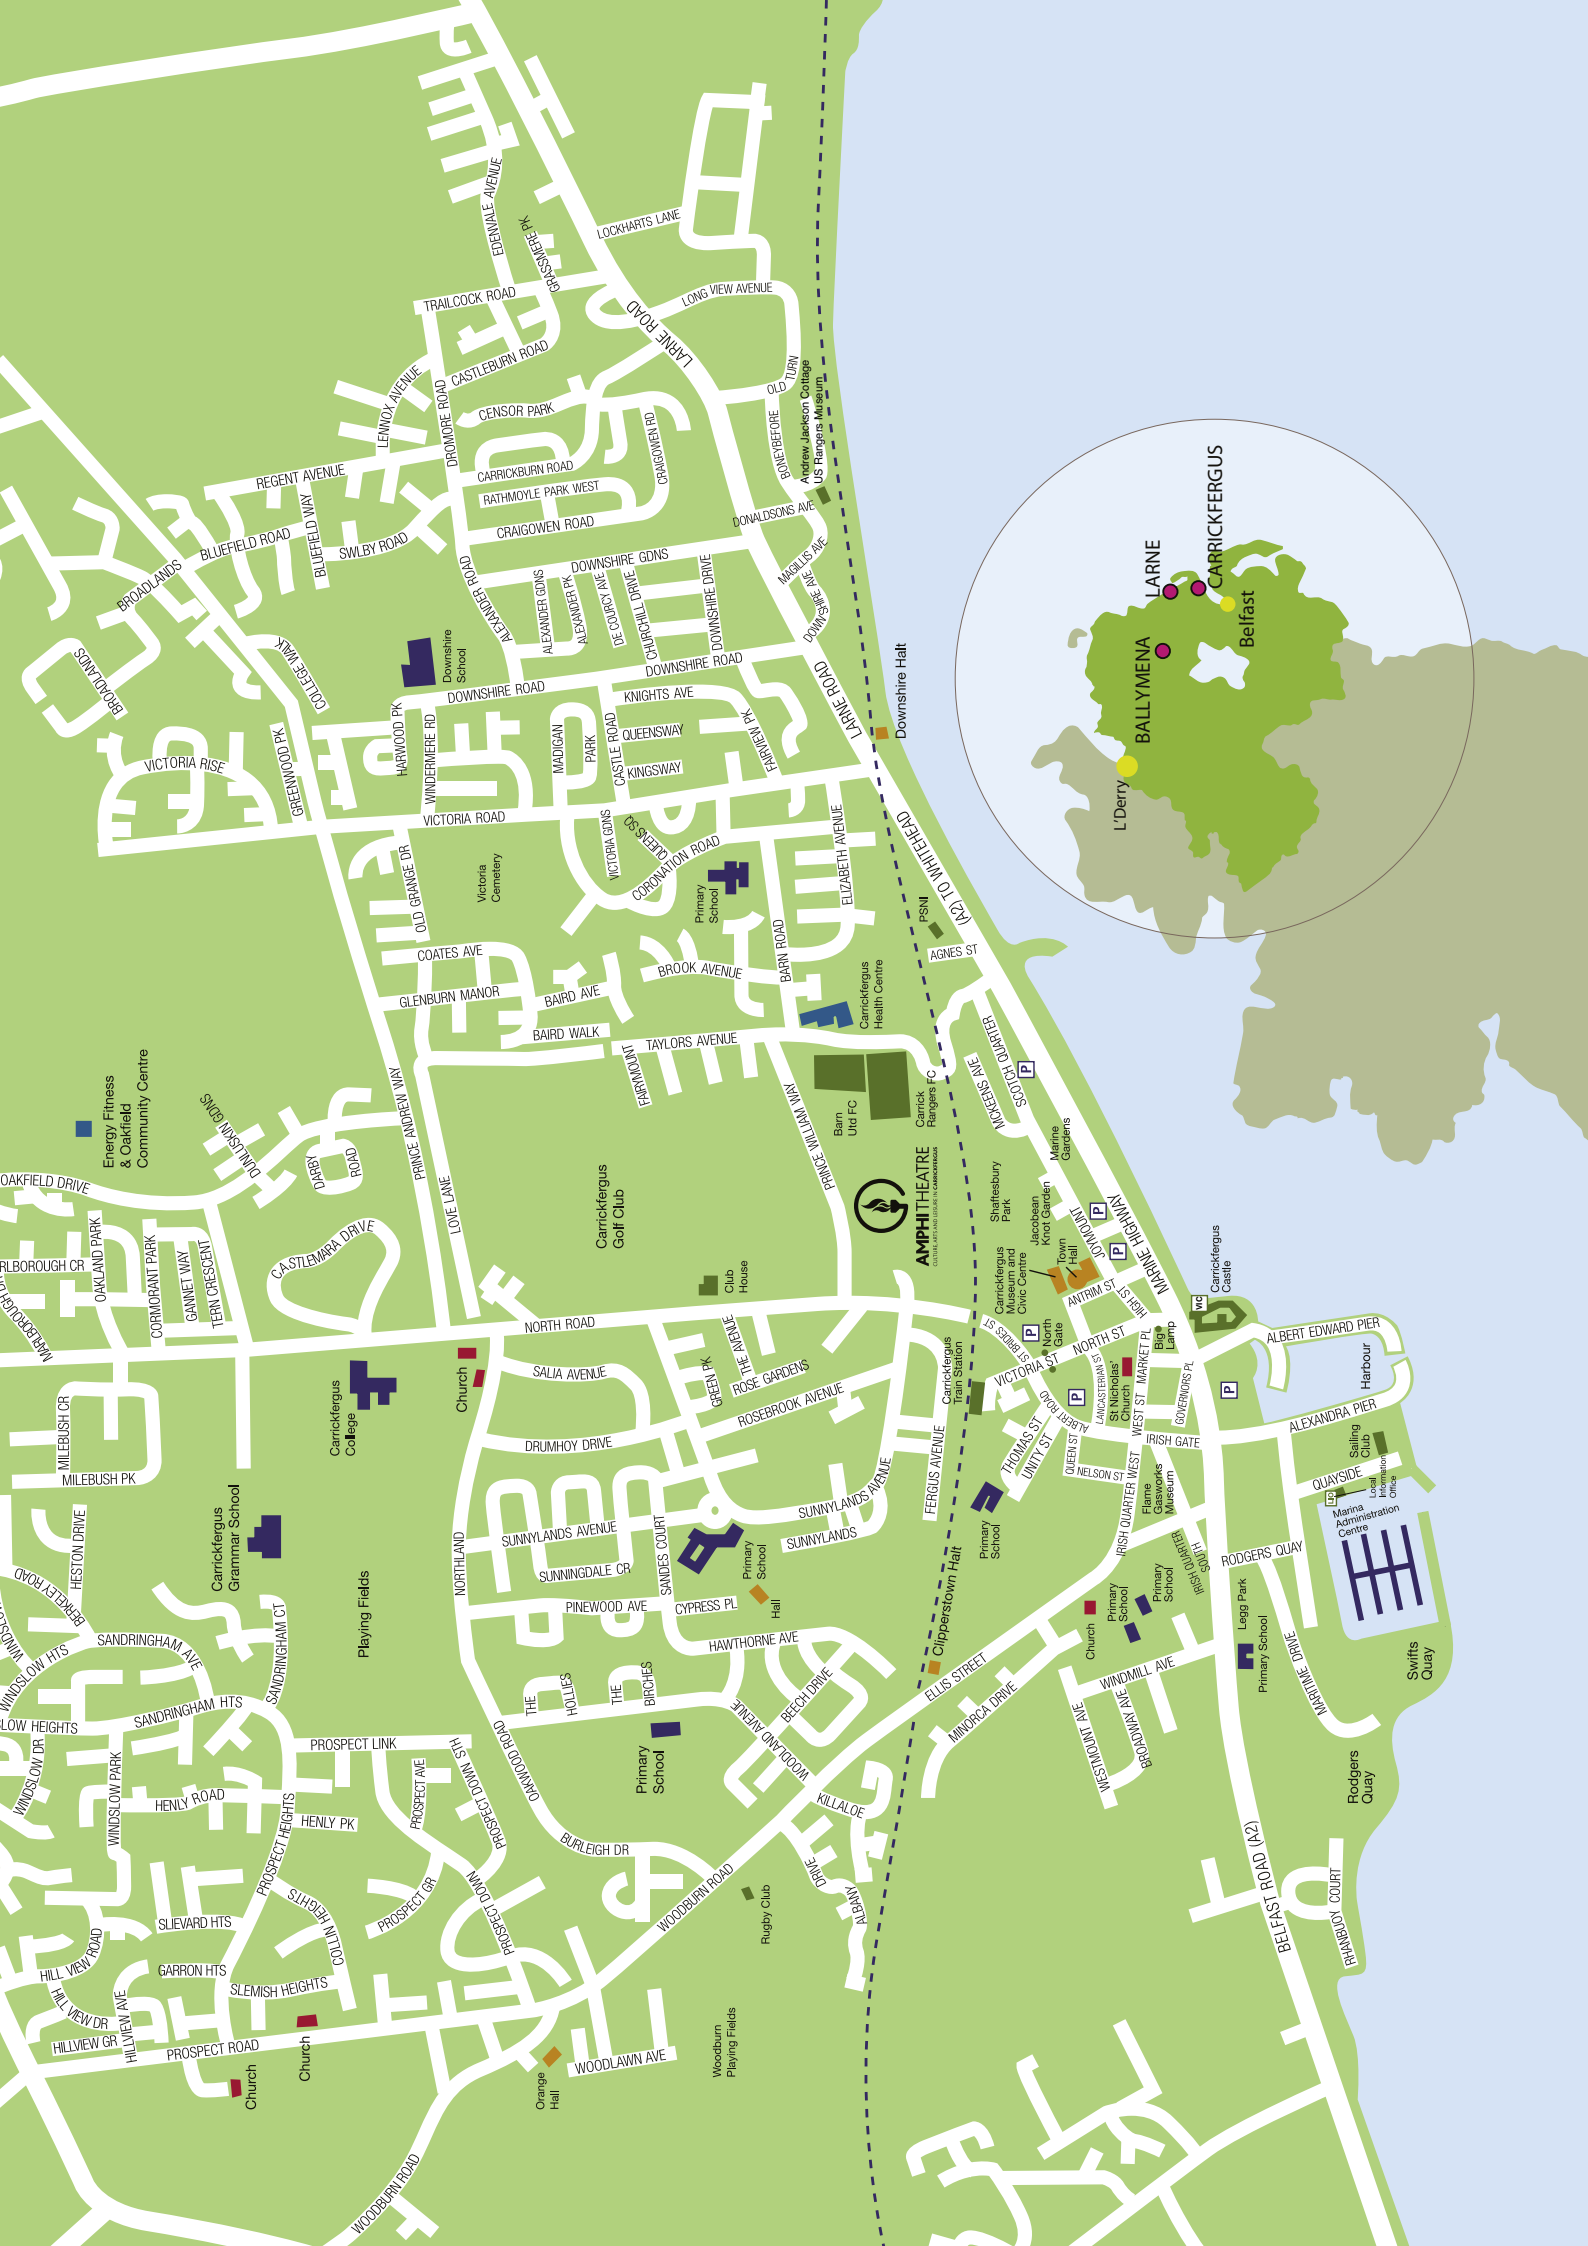 BROADLANDS
BROADLANDS
COLLEGE WALK
VICTORIA RISE
GREENWOOD PK
BLUEFIELD ROAD
BLUEFIELD WAY
REGENT AVENUE
SWLBY ROAD
LENNOX AVENUE
DROMORE ROAD
CASTLEBURN ROAD
TRAILCOCK ROAD
EDENVALE AVENUE
GRASSMERE PK
LOCKHARTS LANE
LONG VIEW AVENUE
LARNE ROAD
CENSOR PARK
CARRICKBURN ROAD
RATHMOYLE PARK WEST
CRAIGOWEN ROAD
CRAIGOWEN RD
OLD TURN
BONEYBEFORE
Andrew Jackson Cottage
US Rangers Museum
DONALDSONS AVE
MAGILLIS AVE
DOWNSHIRE AVE
DOWNSHIRE GDNS
ALEXANDER ROAD
ALEXANDER GDNS
ALEXANDER PK
DE COURCY AVE
CHURCHILL DRIVE
DOWNSHIRE DRIVE
Downshire
School
DOWNSHIRE ROAD
DOWNSHIRE ROAD
LARNE ROAD
Downshire Halt
HARWOOD PK
WINDERMERE RD
MADIGAN
PARK
CASTLE ROAD
KNIGHTS AVE
QUEENSWAY
KINGSWAY
FAIRVIEW PK
VICTORIA ROAD
VICTORIA GDNS
QUEENS SQ
CORONATION ROAD
ELIZABETH AVENUE
OLD GRANGE DR
Victoria
Cemetery
Primary
School
BARN ROAD
(A2) TO WHITEHEAD
PSNI
AGNES ST
COATES AVE
GLENBURN MANOR
BAIRD AVE
BROOK AVENUE
BAIRD WALK
TAYLORS AVENUE
FAIRYMOUNT
Carrickfergus
Health Centre
PRINCE ANDREW WAY
PRINCE WILLIAM WAY
Barn
Utd FC
Carrick
Rangers FC
MCKEENS AVE
SCOTCH QUARTER
P
Marine
Gardens
Energy Fitness
& Oakfield
Community Centre
DUNLUSKIN GDNS
DARBY
ROAD
OAKFIELD DRIVE
OAKLAND PARK
RLBOROUGH CR
MARLBOROUGH
CORMORANT PARK
GANNET WAY
TERN CRESCENT
CASTLEMARA DRIVE
LOVE LANE
Carrickfergus
Golf Club
Club
House
AMPHITHEATRE
CULTURE, ARTS AND LEISURE IN CARRICKFERGUS
Shaftesbury
Park
Jacobean
Knot Garden
Carrickfergus
Museum and
Civic Centre
Town
Hall
JOYMOUNT
P
P
MARINE HIGHWAY
ANTRIM ST
HIGH ST
Carrickfergus
Castle
VIC
NORTH ROAD
ST BRIDES ST
P
North
Gate
NORTH ST
MARKET PL
Big
Lamp
VICTORIA ST
Carrickfergus
Train Station
LANCASTERIAN ST
St Nicholas'
Church
GOVERNORS PL
P
ALBERT EDWARD PIER
Harbour
ALEXANDRA PIER
Sailing
Club
QUAYSIDE
LIO
Local
Information
Office
Marina
Administration
Centre
ALBERT ROAD
P
WEST ST
IRISH GATE
THOMAS ST
UNITY ST
QUEEN ST
NELSON ST
IRISH QUARTER WEST
Flame
Gasworks
Museum
IRISH QUARTER
SOUTH
RODGERS QUAY
Church
SALIA AVENUE
THE AVENUE
GREEN PK
ROSE GARDENS
ROSEBROOK AVENUE
DRUMHOY DRIVE
FERGUS AVENUE
Carrickfergus
College
MILEBUSH CR
MILEBUSH PK
HESTON DRIVE
Carrickfergus
Grammar School
Playing Fields
NORTHLAND
SUNNYLANDS AVENUE
SUNNINGDALE CR
SANDES COURT
Primary
School
Hall
SUNNYLANDS AVENUE
SUNNYLANDS
Primary
School
Clipperstown Halt
PINEWOOD AVE
CYPRESS PL
HAWTHORNE AVE
BEECH DRIVE
THE
HOLLIES
THE
BIRCHES
Primary
School
WOODLAND AVENUE
ELLIS STREET
MINORCA DRIVE
Church
Primary
School
Primary
School
Legg Park
Primary School
WINDMILL AVE
BROADWAY AVE
WESTMOUNT AVE
MARITIME DRIVE
Swifts
Quay
Rodgers
Quay
BERKELEY ROAD
WINDSLOW HTS
SANDRINGHAM AVE
SANDRINGHAM CT
SANDRINGHAM HTS
LOW HEIGHTS
WINDSLOW DR
WINDSLOW PARK
HENLY ROAD
HENLY PK
PROSPECT LINK
PROSPECT AVE
PROSPECT DOWN STH
OAKWOOD ROAD
PROSPECT HEIGHTS
COLLIN HEIGHTS
PROSPECT GR
PROSPECT DOWN
BURLEIGH DR
KILLALOE
ALBANY
DRIVE
WOODBURN ROAD
Rugby Club
SLIEVARD HTS
GARRON HTS
SLEMISH HEIGHTS
HILL VIEW ROAD
HILL VIEW DR
HILLVIEW AVE
HILLVIEW GR
PROSPECT ROAD
Church
Church
Orange
Hall
WOODLAWN AVE
Woodburn
Playing Fields
WOODBURN ROAD
BELFAST ROAD (A2)
RHANBUOY COURT
LARNE
CARRICKFERGUS
BALLYMENA
Belfast
L'Derry